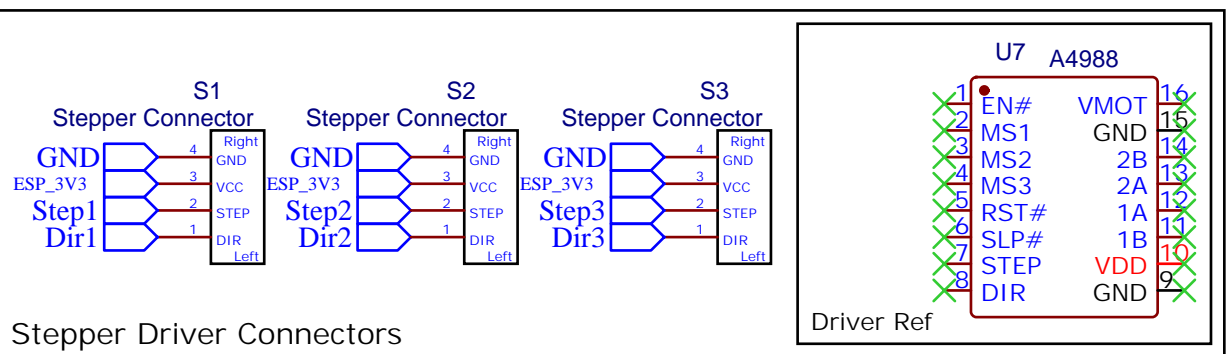 S1
Stepper Connector
Right
GND 4 GND
ESP_3V3 3 VCC
Step1 2 STEP
Dir1 1 DIR
Left
S2
Stepper Connector
Right
GND 4 GND
ESP_3V3 3 VCC
Step2 2 STEP
Dir2 1 DIR
Left
S3
Stepper Connector
Right
GND 4 GND
ESP_3V3 3 VCC
Step3 2 STEP
Dir3 1 DIR
Left
Stepper Driver Connectors
U7 A4988
1 EN# VMOT 16
2 MS1 GND 15
3 MS2 2B 14
4 MS3 2A 13
5 RST# 1A 12
6 SLP# 1B 11
7 STEP VDD 10
8 DIR GND 9
Driver Ref